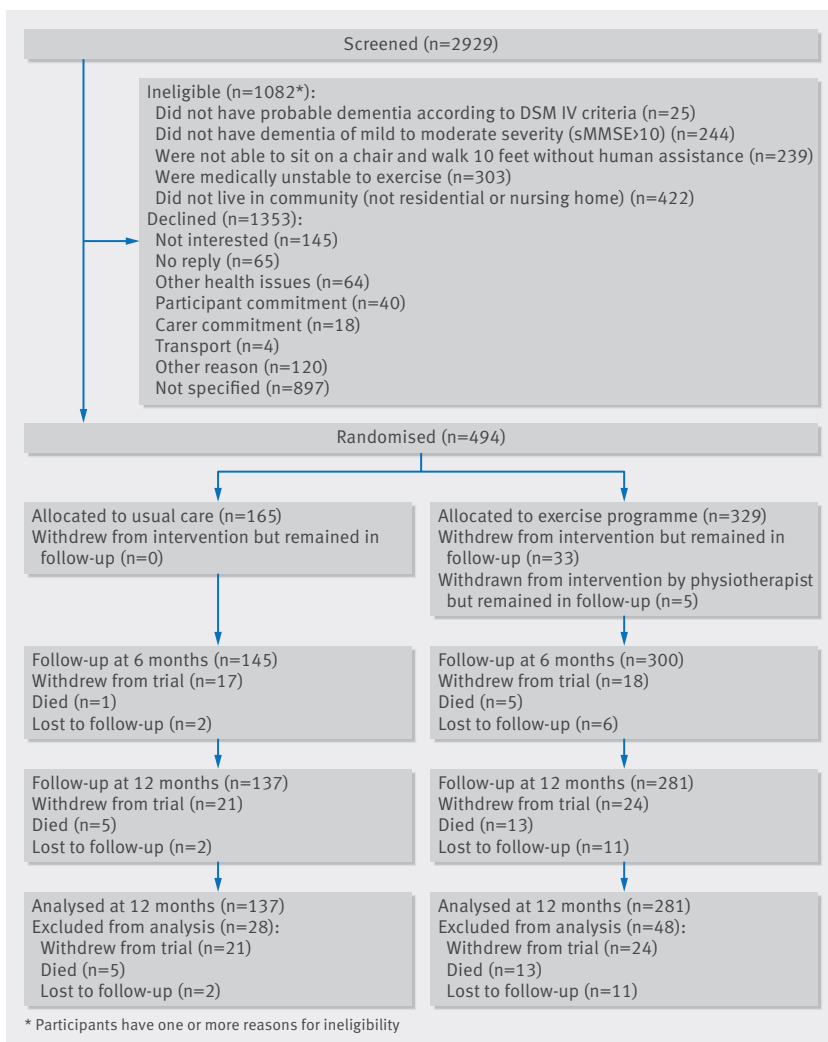 Screened (n=2929)
Ineligible (n=1082*):
Did not have probable dementia according to DSM IV criteria (n=25)
Did not have dementia of mild to moderate severity (sMMSE>10) (n=244)
Were not able to sit on a chair and walk 10 feet without human assistance (n=239)
Were medically unstable to exercise (n=303)
Did not live in community (not residential or nursing home) (n=422)
Declined (n=1353):
Not interested (n=145)
No reply (n=65)
Other health issues (n=64)
Participant commitment (n=40)
Carer commitment (n=18)
Transport (n=4)
Other reason (n=120)
Not specified (n=897)
Randomised (n=494)
Allocated to usual care (n=165)
Withdrew from intervention but remained in
follow-up (n=0)
Allocated to exercise programme (n=329)
Withdrew from intervention but remained in
follow-up (n=33)
Withdrawn from intervention by physiotherapist
but remained in follow-up (n=5)
Follow-up at 6 months (n=145)
Withdrew from trial (n=17)
Died (n=1)
Lost to follow-up (n=2)
Follow-up at 6 months (n=300)
Withdrew from trial (n=18)
Died (n=5)
Lost to follow-up (n=6)
Follow-up at 12 months (n=137)
Withdrew from trial (n=21)
Died (n=5)
Lost to follow-up (n=2)
Follow-up at 12 months (n=281)
Withdrew from trial (n=24)
Died (n=13)
Lost to follow-up (n=11)
Analysed at 12 months (n=137)
Excluded from analysis (n=28):
Withdrew from trial (n=21)
Died (n=5)
Lost to follow-up (n=2)
Analysed at 12 months (n=281)
Excluded from analysis (n=48):
Withdrew from trial (n=24)
Died (n=13)
Lost to follow-up (n=11)
* Participants have one or more reasons for ineligibility